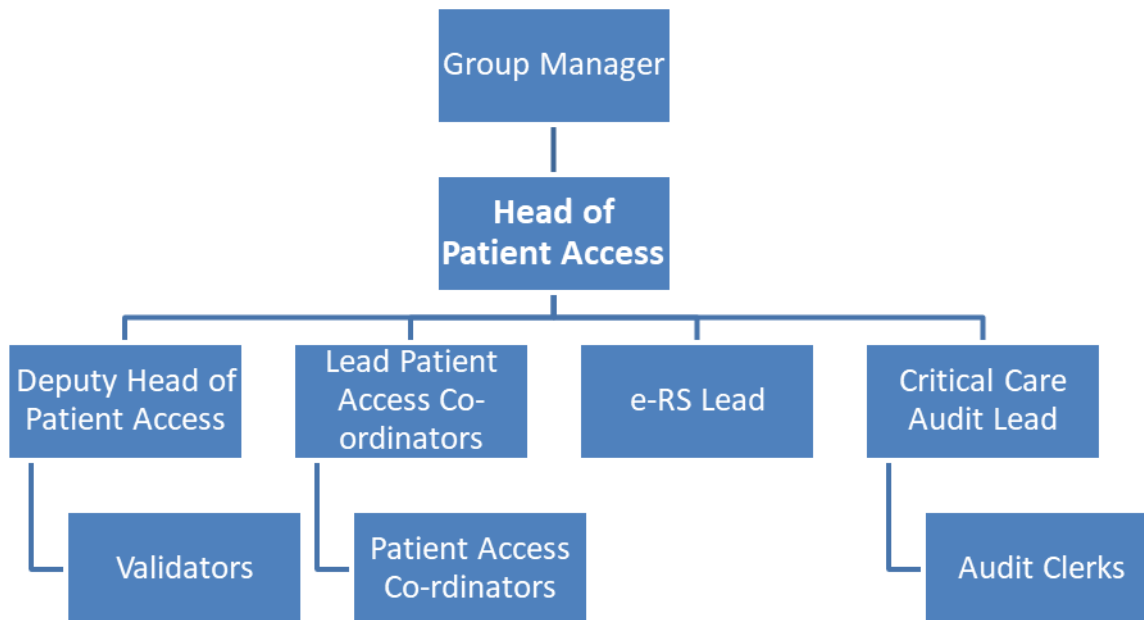 Group Manager
Head of
Patient Access
Deputy Head of
Patient Access
Lead Patient
Access Co-
ordinators
e-RS Lead
Critical Care
Audit Lead
Validators
Patient Access
Co-rdinators
Audit Clerks